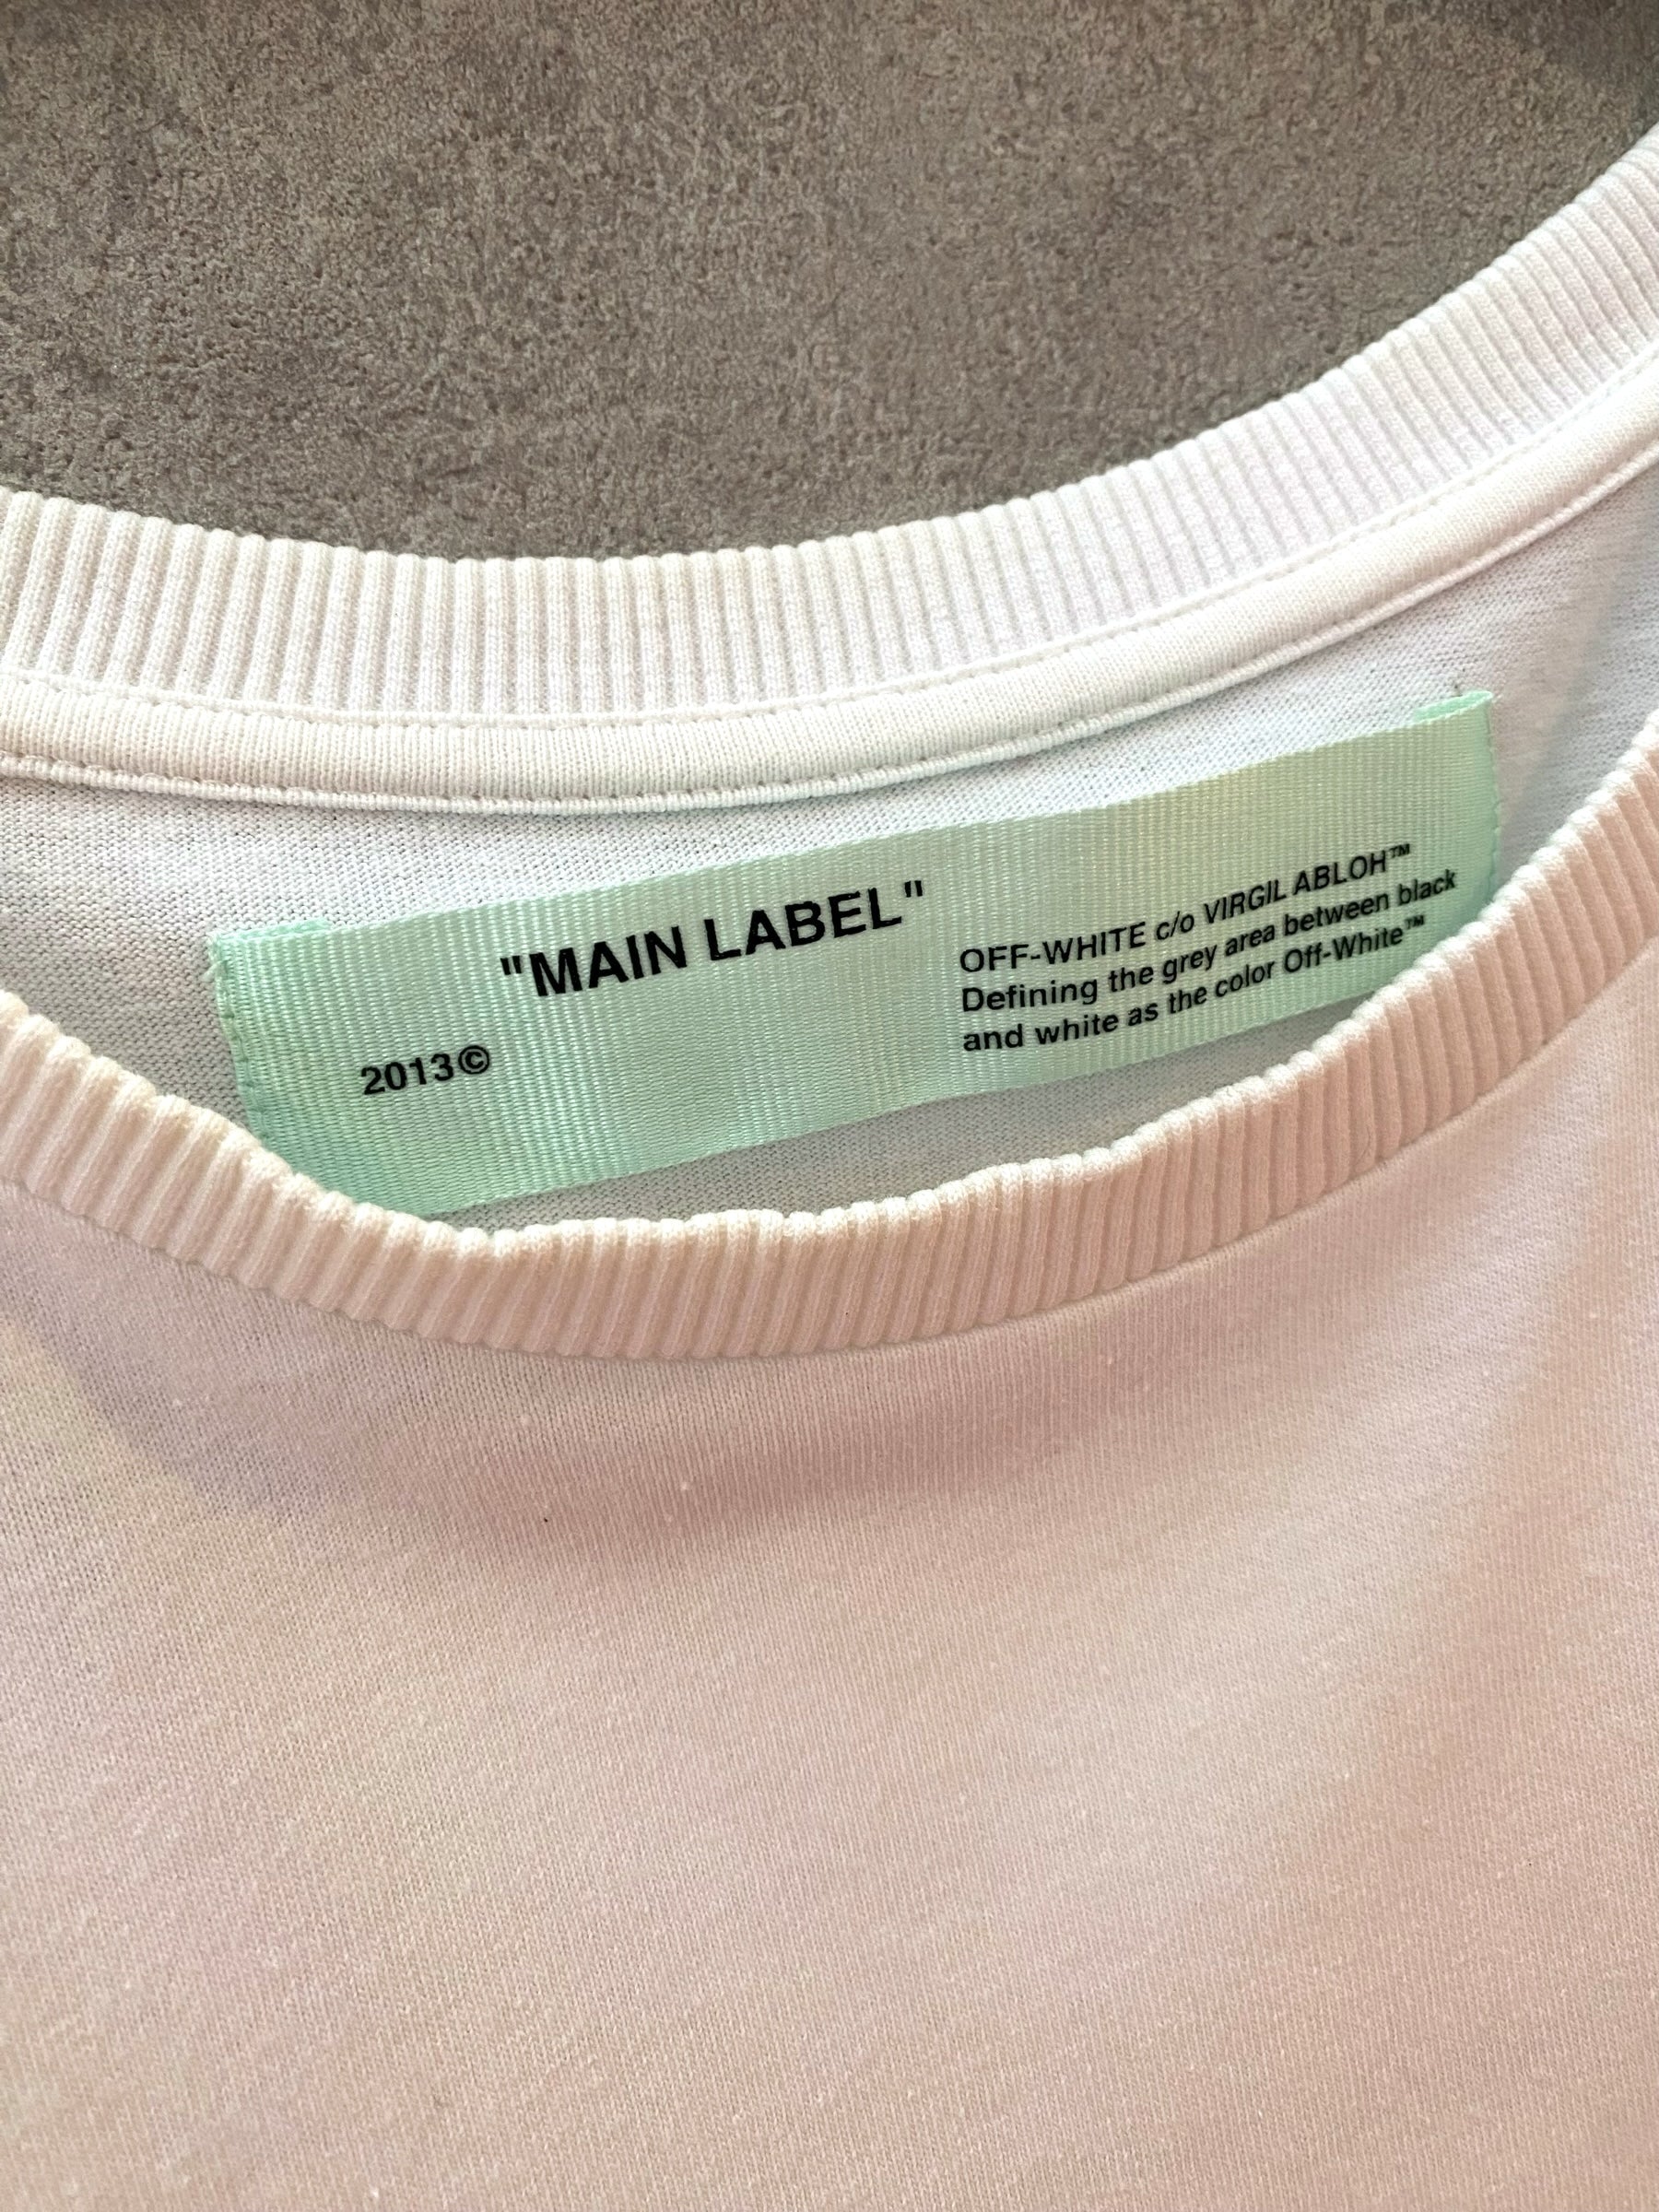 "MAIN LABEL"
2013©
OFF-WHITE c/o VIRGIL ABLOH™
Defining the grey area between black
and white as the color Off-White™